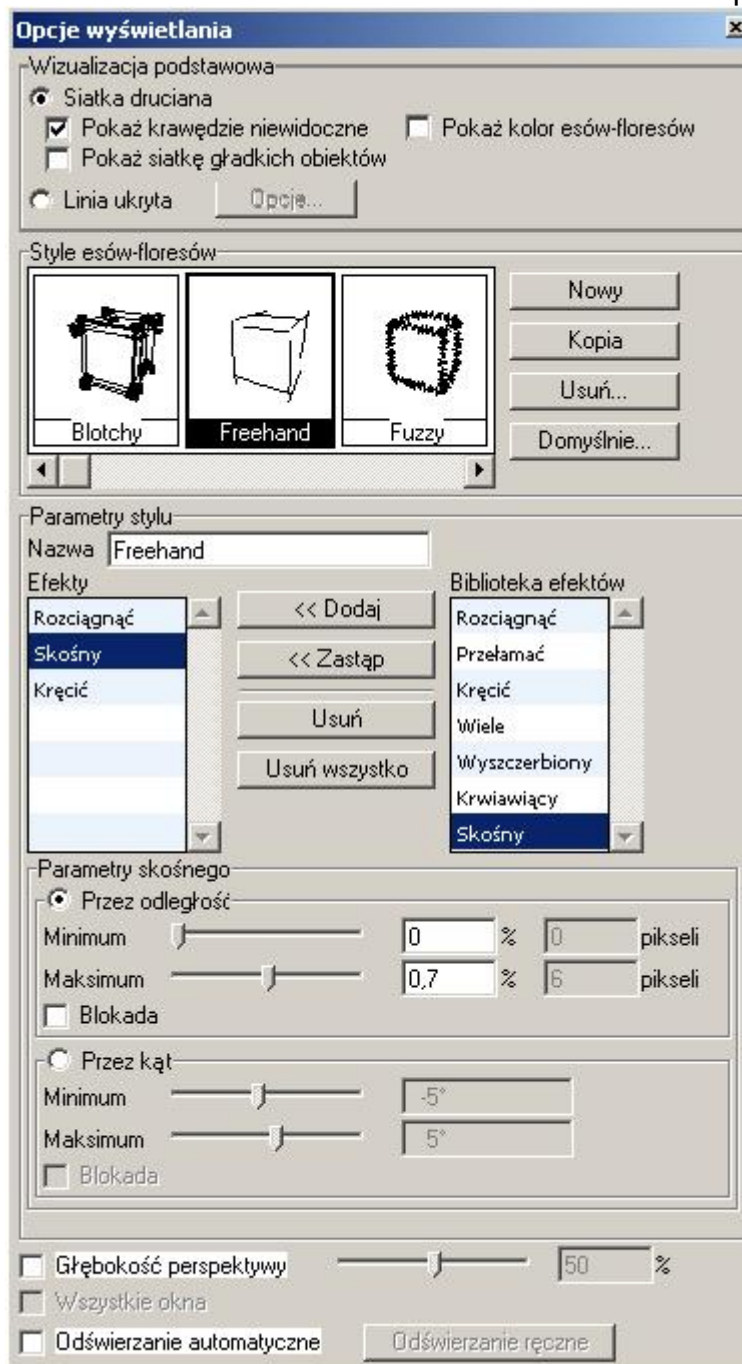 Opcje wyświetlania
Wizualizacja podstawowa
Siatka druciana
Pokaż krawędzie niewidoczne Pokaż kolor esów-floresów
Pokaż siatkę gładkich obiektów
Linia ukryta Opcje...
Style esów-floresów
Blotchy Freehand Fuzzy
Nowy
Kopia
Usuń...
Domyślnie...
Parametry stylu
Nazwa Freehand
Efekty
Rozciągnąć
Skośny
Kręcić
<< Dodaj
<< Zastąp
Usuń
Usuń wszystko
Biblioteka efektów
Rozciągnąć
Przełamać
Kręcić
Wiele
Wyszczerbiony
Krwiawiący
Skośny
Parametry skośnego
Przez odległość
Minimum 0 % 0 pikseli
Maksimum 0,7 % 6 pikseli
Blokada
Przez kąt
Minimum -5°
Maksimum 5°
Blokada
Głębokość perspektywy 50 %
Wszystkie okna
Odświerzanie automatyczne Odświerzanie ręczne